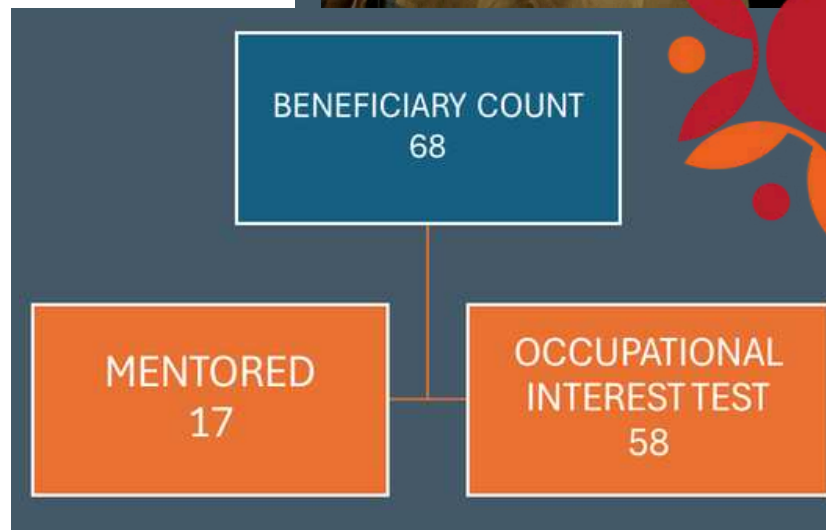 BENEFICIARY COUNT
68
MENTORED
17
OCCUPATIONAL
INTEREST TEST
58